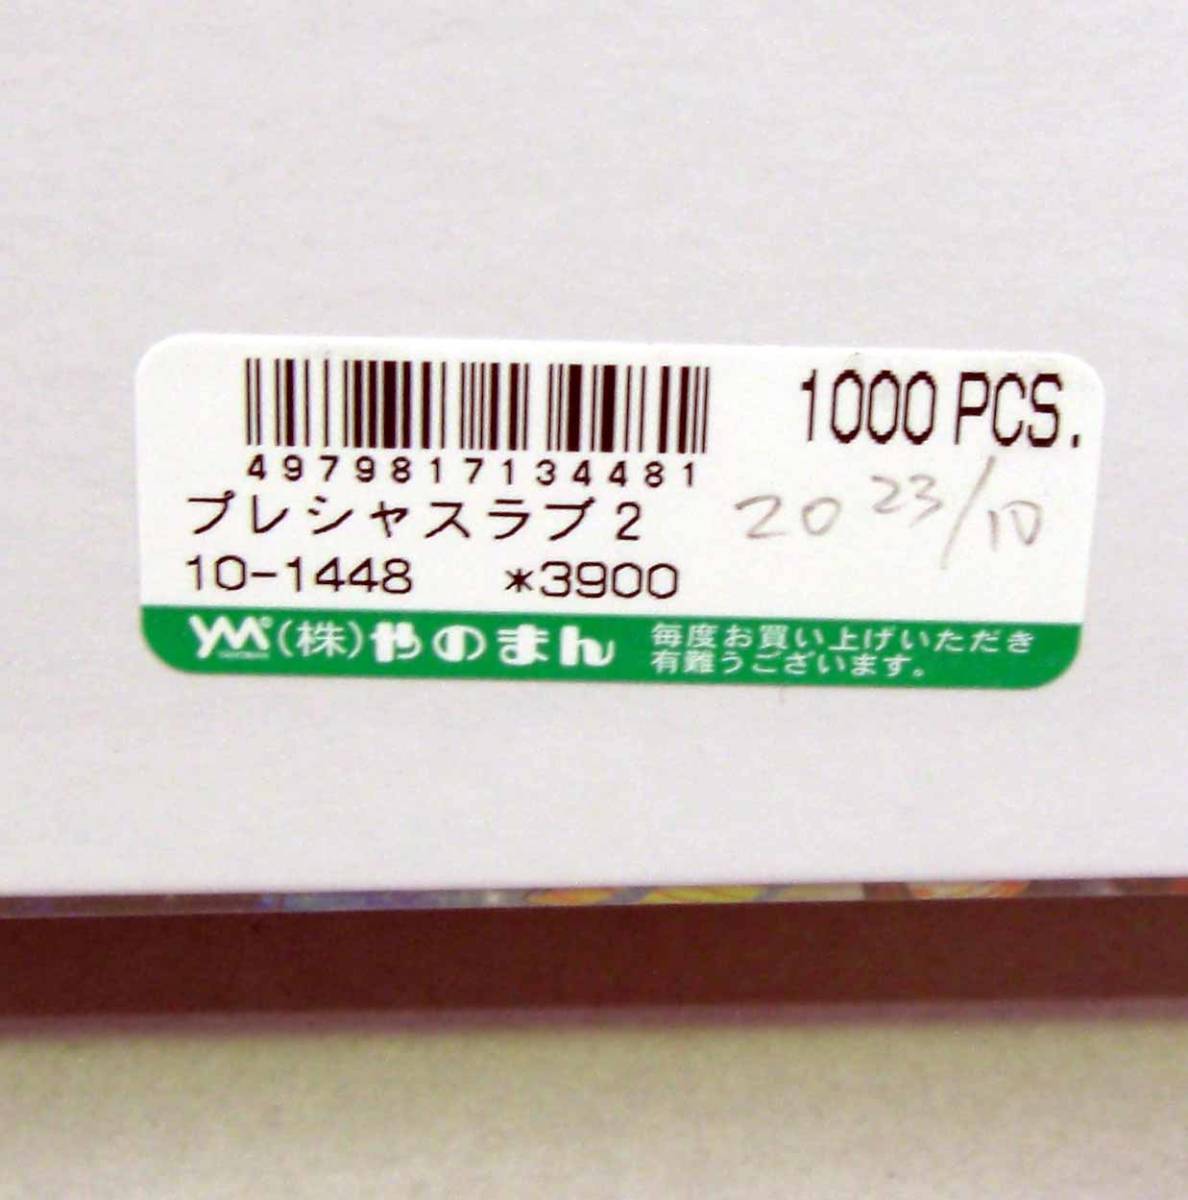 1000 PCS.
4979817134481
プレシャスラブ2
2023/10
10-1448 *3900
YM (株)やのまん
毎度お買い上げいただき
有難うございます。